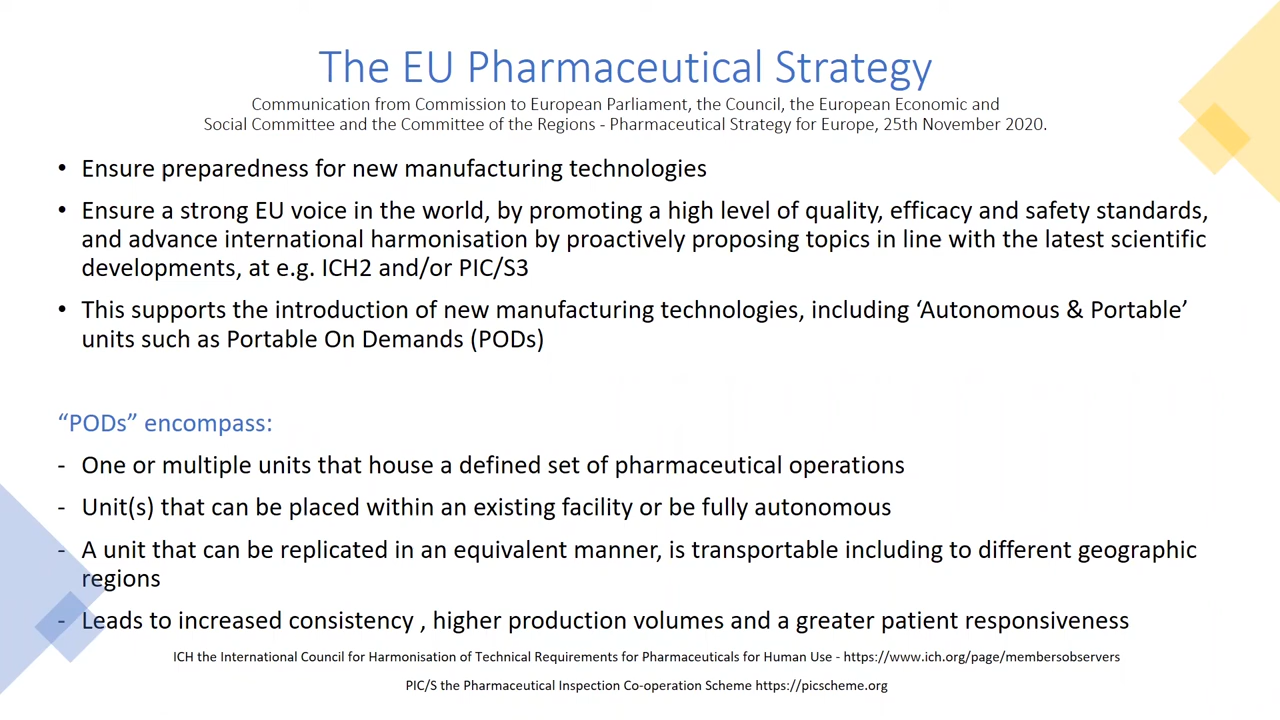 The EU Pharmaceutical Strategy
Communication from Commission to European Parliament, the Council, the European Economic and
Social Committee and the Committee of the Regions - Pharmaceutical Strategy for Europe, 25th November 2020.
• Ensure preparedness for new manufacturing technologies
• Ensure a strong EU voice in the world, by promoting a high level of quality, efficacy and safety standards,
and advance international harmonisation by proactively proposing topics in line with the latest scientific
developments, at e.g. ICH2 and/or PIC/S3
• This supports the introduction of new manufacturing technologies, including ‘Autonomous & Portable’
units such as Portable On Demands (PODs)
“PODs” encompass:
- One or multiple units that house a defined set of pharmaceutical operations
- Unit(s) that can be placed within an existing facility or be fully autonomous
- A unit that can be replicated in an equivalent manner, is transportable including to different geographic
regions
- Leads to increased consistency , higher production volumes and a greater patient responsiveness
ICH the International Council for Harmonisation of Technical Requirements for Pharmaceuticals for Human Use - https://www.ich.org/page/membersobservers
PIC/S the Pharmaceutical Inspection Co-operation Scheme https://picscheme.org